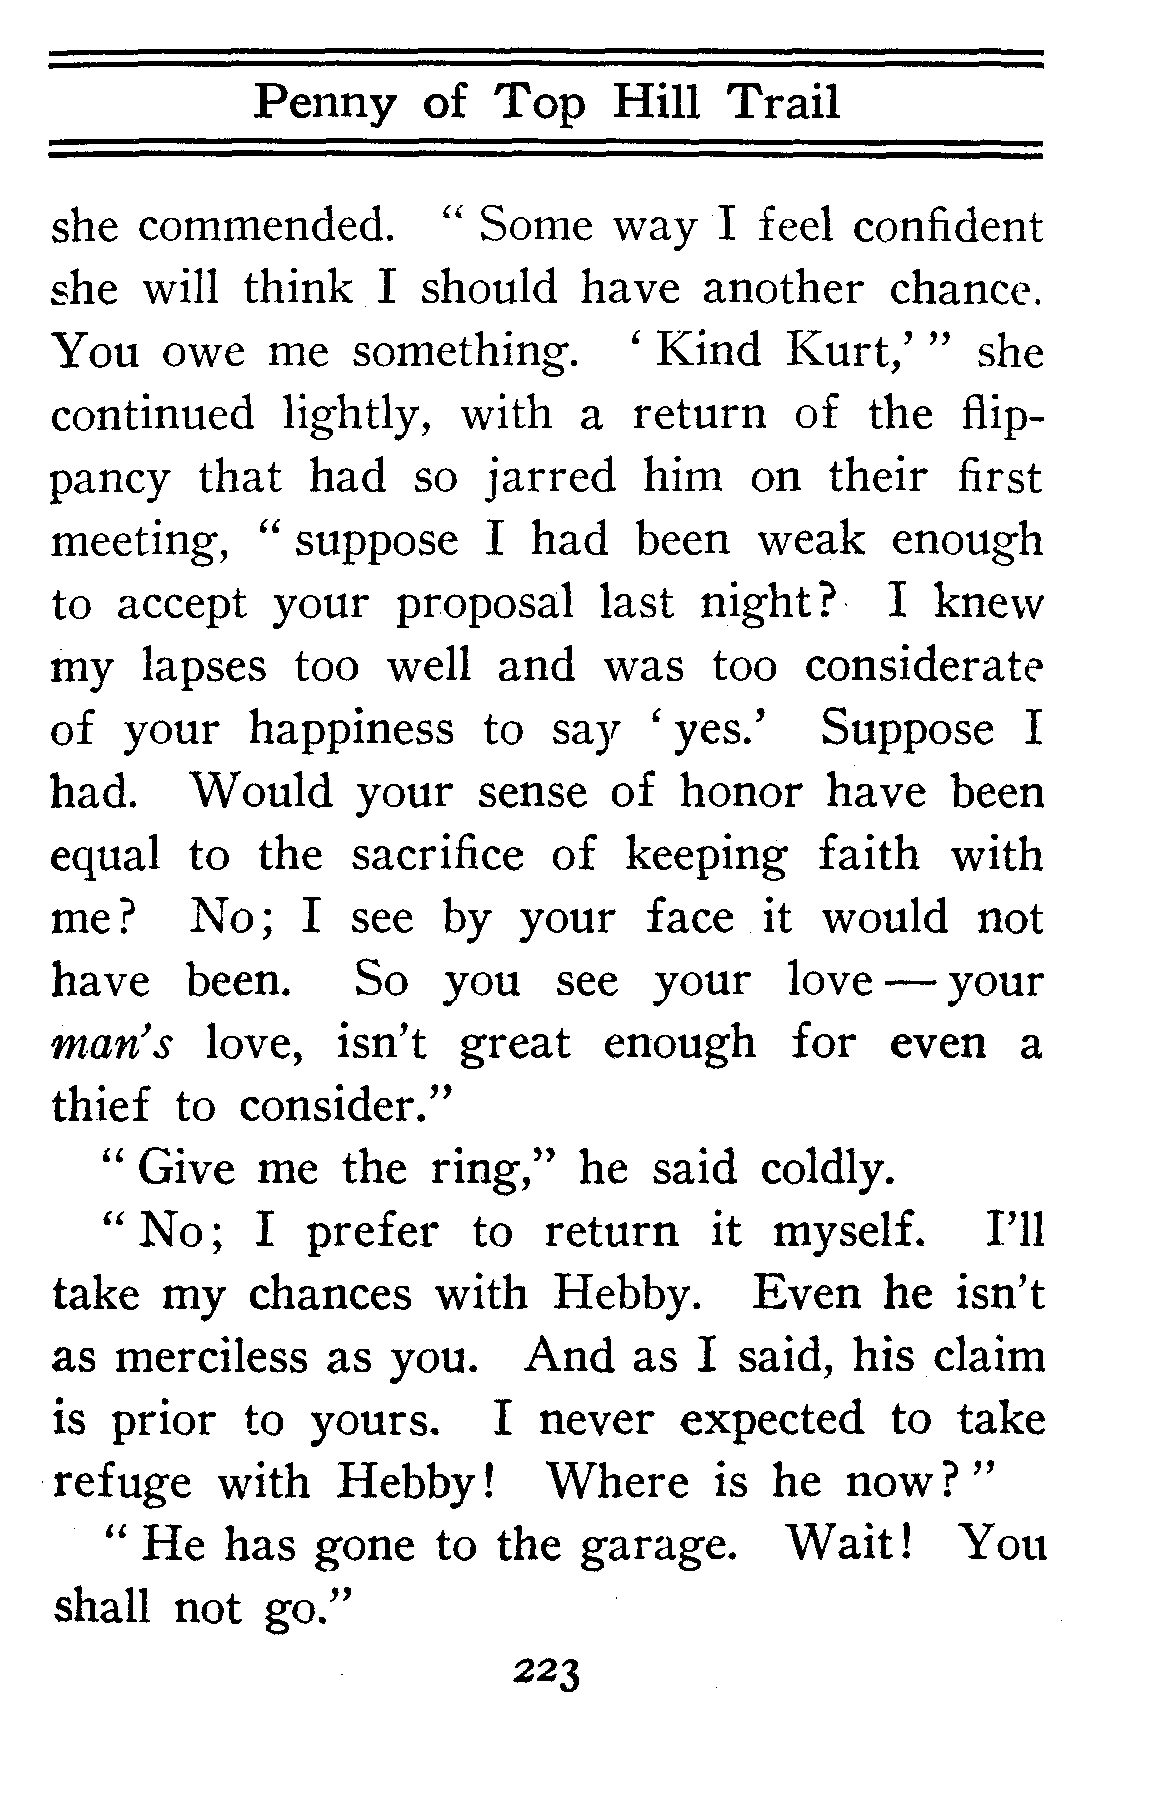 Penny of Top Hill Trail
she commended. “ Some way I feel confident
she will think I should have another chance.
You owe me something. ‘ Kind Kurt,’ ” she
continued lightly, with a return of the flip-
pancy that had so jarred him on their first
meeting, “ suppose I had been weak enough
to accept your proposal last night? I knew
my lapses too well and was too considerate
of your happiness to say ‘ yes.’ Suppose I
had. Would your sense of honor have been
equal to the sacrifice of keeping faith with
me? No; I see by your face it would not
have been. So you see your love — your
man’s love, isn’t great enough for even a
thief to consider.”
“ Give me the ring,” he said coldly.
“ No; I prefer to return it myself. I’ll
take my chances with Hebby. Even he isn’t
as merciless as you. And as I said, his claim
is prior to yours. I never expected to take
refuge with Hebby! Where is he now? ”
“ He has gone to the garage. Wait! You
shall not go.”
223